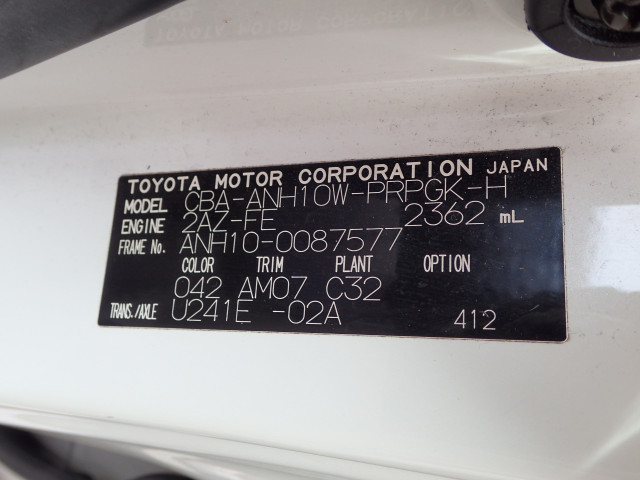 TOYOTA MOTOR CORPORATION JAPAN
MODEL CBA-ANH10W-PRPGK-H
ENGINE 2AZ-FE 2362 mL
FRAME No. ANH10-0087577
COLOR TRIM PLANT OPTION
042 AM07 C32
TRANS./AXLE U241E -02A 412